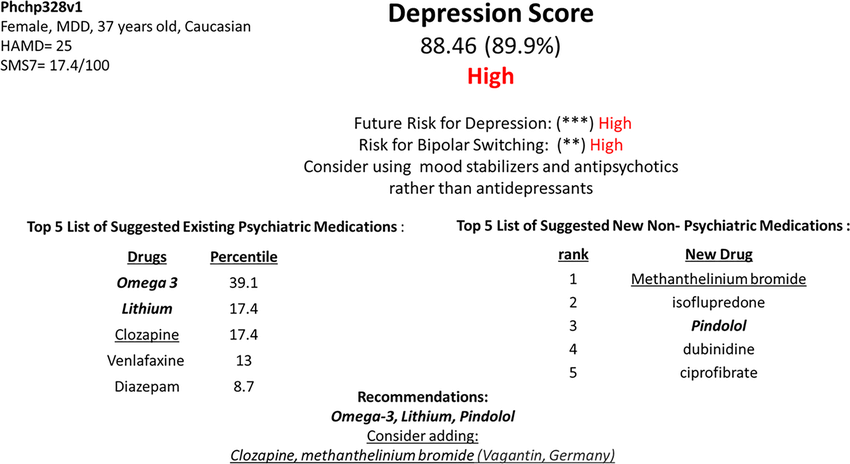 Phchp328v1
Female, MDD, 37 years old, Caucasian
HAMD= 25
SMS7= 17.4/100
Depression Score
88.46 (89.9%)
High
Future Risk for Depression: (***) High
Risk for Bipolar Switching:  (**) High
Consider using  mood stabilizers and antipsychotics
rather than antidepressants
Top 5 List of Suggested Existing Psychiatric Medications :
Drugs Percentile
Omega 3 39.1
Lithium 17.4
Clozapine 17.4
Venlafaxine 13
Diazepam 8.7
Top 5 List of Suggested New Non- Psychiatric Medications :
rank New Drug
1 Methanthelinium bromide
2 isoflupredone
3 Pindolol
4 dubinidine
5 ciprofibrate
Recommendations:
Omega-3, Lithium, Pindolol
Consider adding:
Clozapine, methanthelinium bromide (Vagantin, Germany)